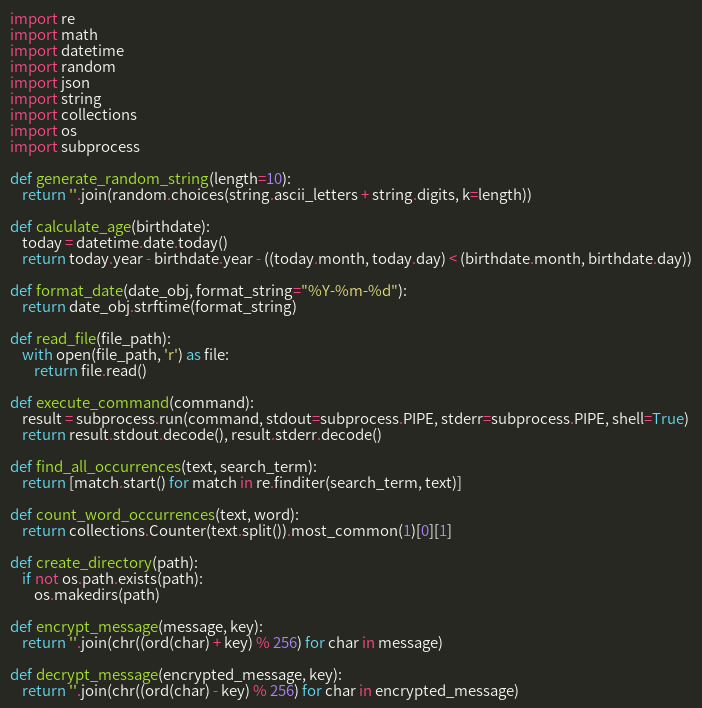 import re
import math
import datetime
import random
import json
import string
import collections
import os
import subprocess

def generate_random_string(length=10):
    return ''.join(random.choices(string.ascii_letters + string.digits, k=length))

def calculate_age(birthdate):
    today = datetime.date.today()
    return today.year - birthdate.year - ((today.month, today.day) < (birthdate.month, birthdate.day))

def format_date(date_obj, format_string="%Y-%m-%d"):
    return date_obj.strftime(format_string)

def read_file(file_path):
    with open(file_path, 'r') as file:
        return file.read()

def execute_command(command):
    result = subprocess.run(command, stdout=subprocess.PIPE, stderr=subprocess.PIPE, shell=True)
    return result.stdout.decode(), result.stderr.decode()

def find_all_occurrences(text, search_term):
    return [match.start() for match in re.finditer(search_term, text)]

def count_word_occurrences(text, word):
    return collections.Counter(text.split()).most_common(1)[0][1]

def create_directory(path):
    if not os.path.exists(path):
        os.makedirs(path)

def encrypt_message(message, key):
    return ''.join(chr((ord(char) + key) % 256) for char in message)

def decrypt_message(encrypted_message, key):
    return ''.join(chr((ord(char) - key) % 256) for char in encrypted_message)